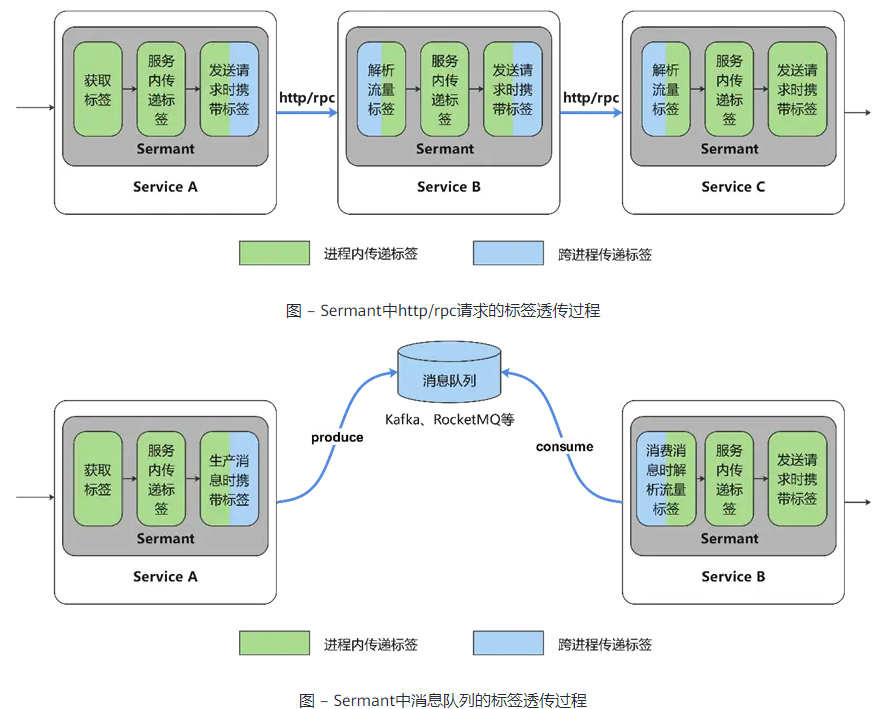 获取
标签
服务
内传
递标
签
发送请
求时携
带标签
Sermant
Service A
http/rpc
解析
流量
标签
服务
内传
递标
签
发送请
求时携
带标签
Sermant
Service B
http/rpc
解析
流量
标签
服务
内传
递标
签
发送请
求时携
带标签
Sermant
Service C
进程内传递标签
跨进程传递标签
图 – Sermant中http/rpc请求的标签透传过程
消息队列
Kafka、RocketMQ等
produce
consume
获取
标签
服务
内传
递标
签
生产消
息时携
带标签
Sermant
Service A
消费消
息时解
析流量
标签
服务
内传
递标
签
发送请
求时携
带标签
Sermant
Service B
进程内传递标签
跨进程传递标签
图 – Sermant中消息队列的标签透传过程